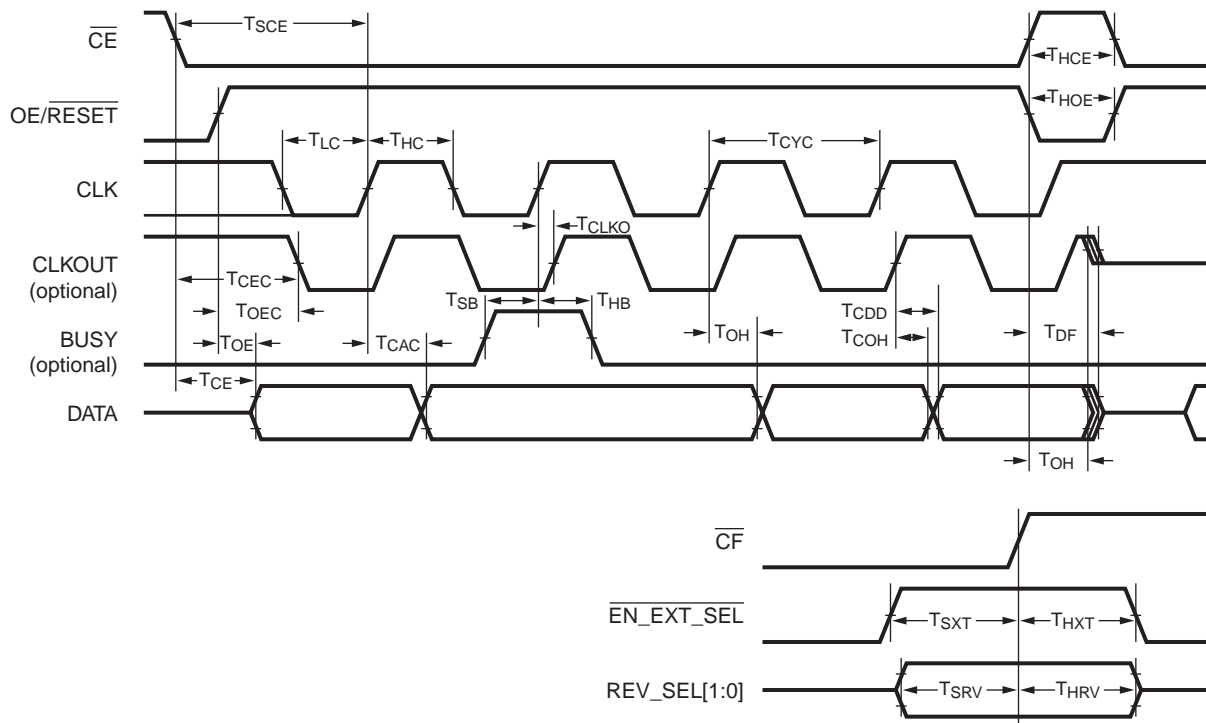 CE
TSCE
THCE
OE/RESET
THOE
TLC
THC
TCYC
CLK
TCLKO
CLKOUT
(optional)
TCEC
TSB
THB
TOEC
TCDD
BUSY
(optional)
TOE
TCAC
TOH
TCOH
TDF
TCE
DATA
TOH
CF
EN_EXT_SEL
TSXT
THXT
REV_SEL[1:0]
TSRV
THRV